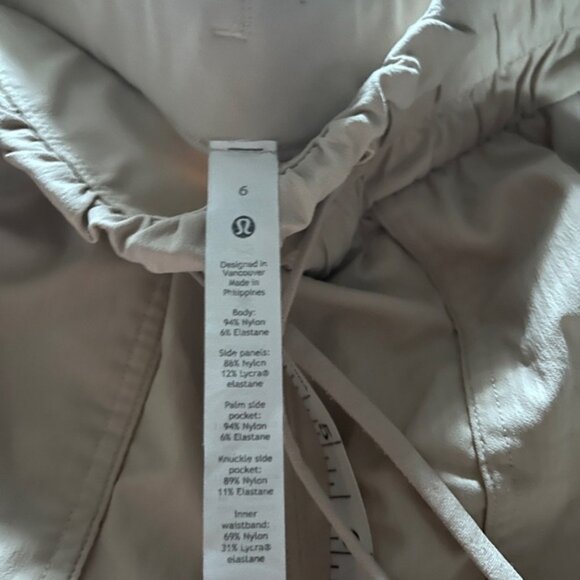 6
Designed in
Vancouver
Made in
Philippines
Body:
94% Nylon
6% Elastane
Side panels:
86% Nylon
12% Lycra®
elastane
Palm side
pocket:
94% Nylon
6% Elastane
Knuckle side
pocket:
89% Nylon
11% Elastane
Inner
waistband:
69% Nylon
31% Lycra®
elastane